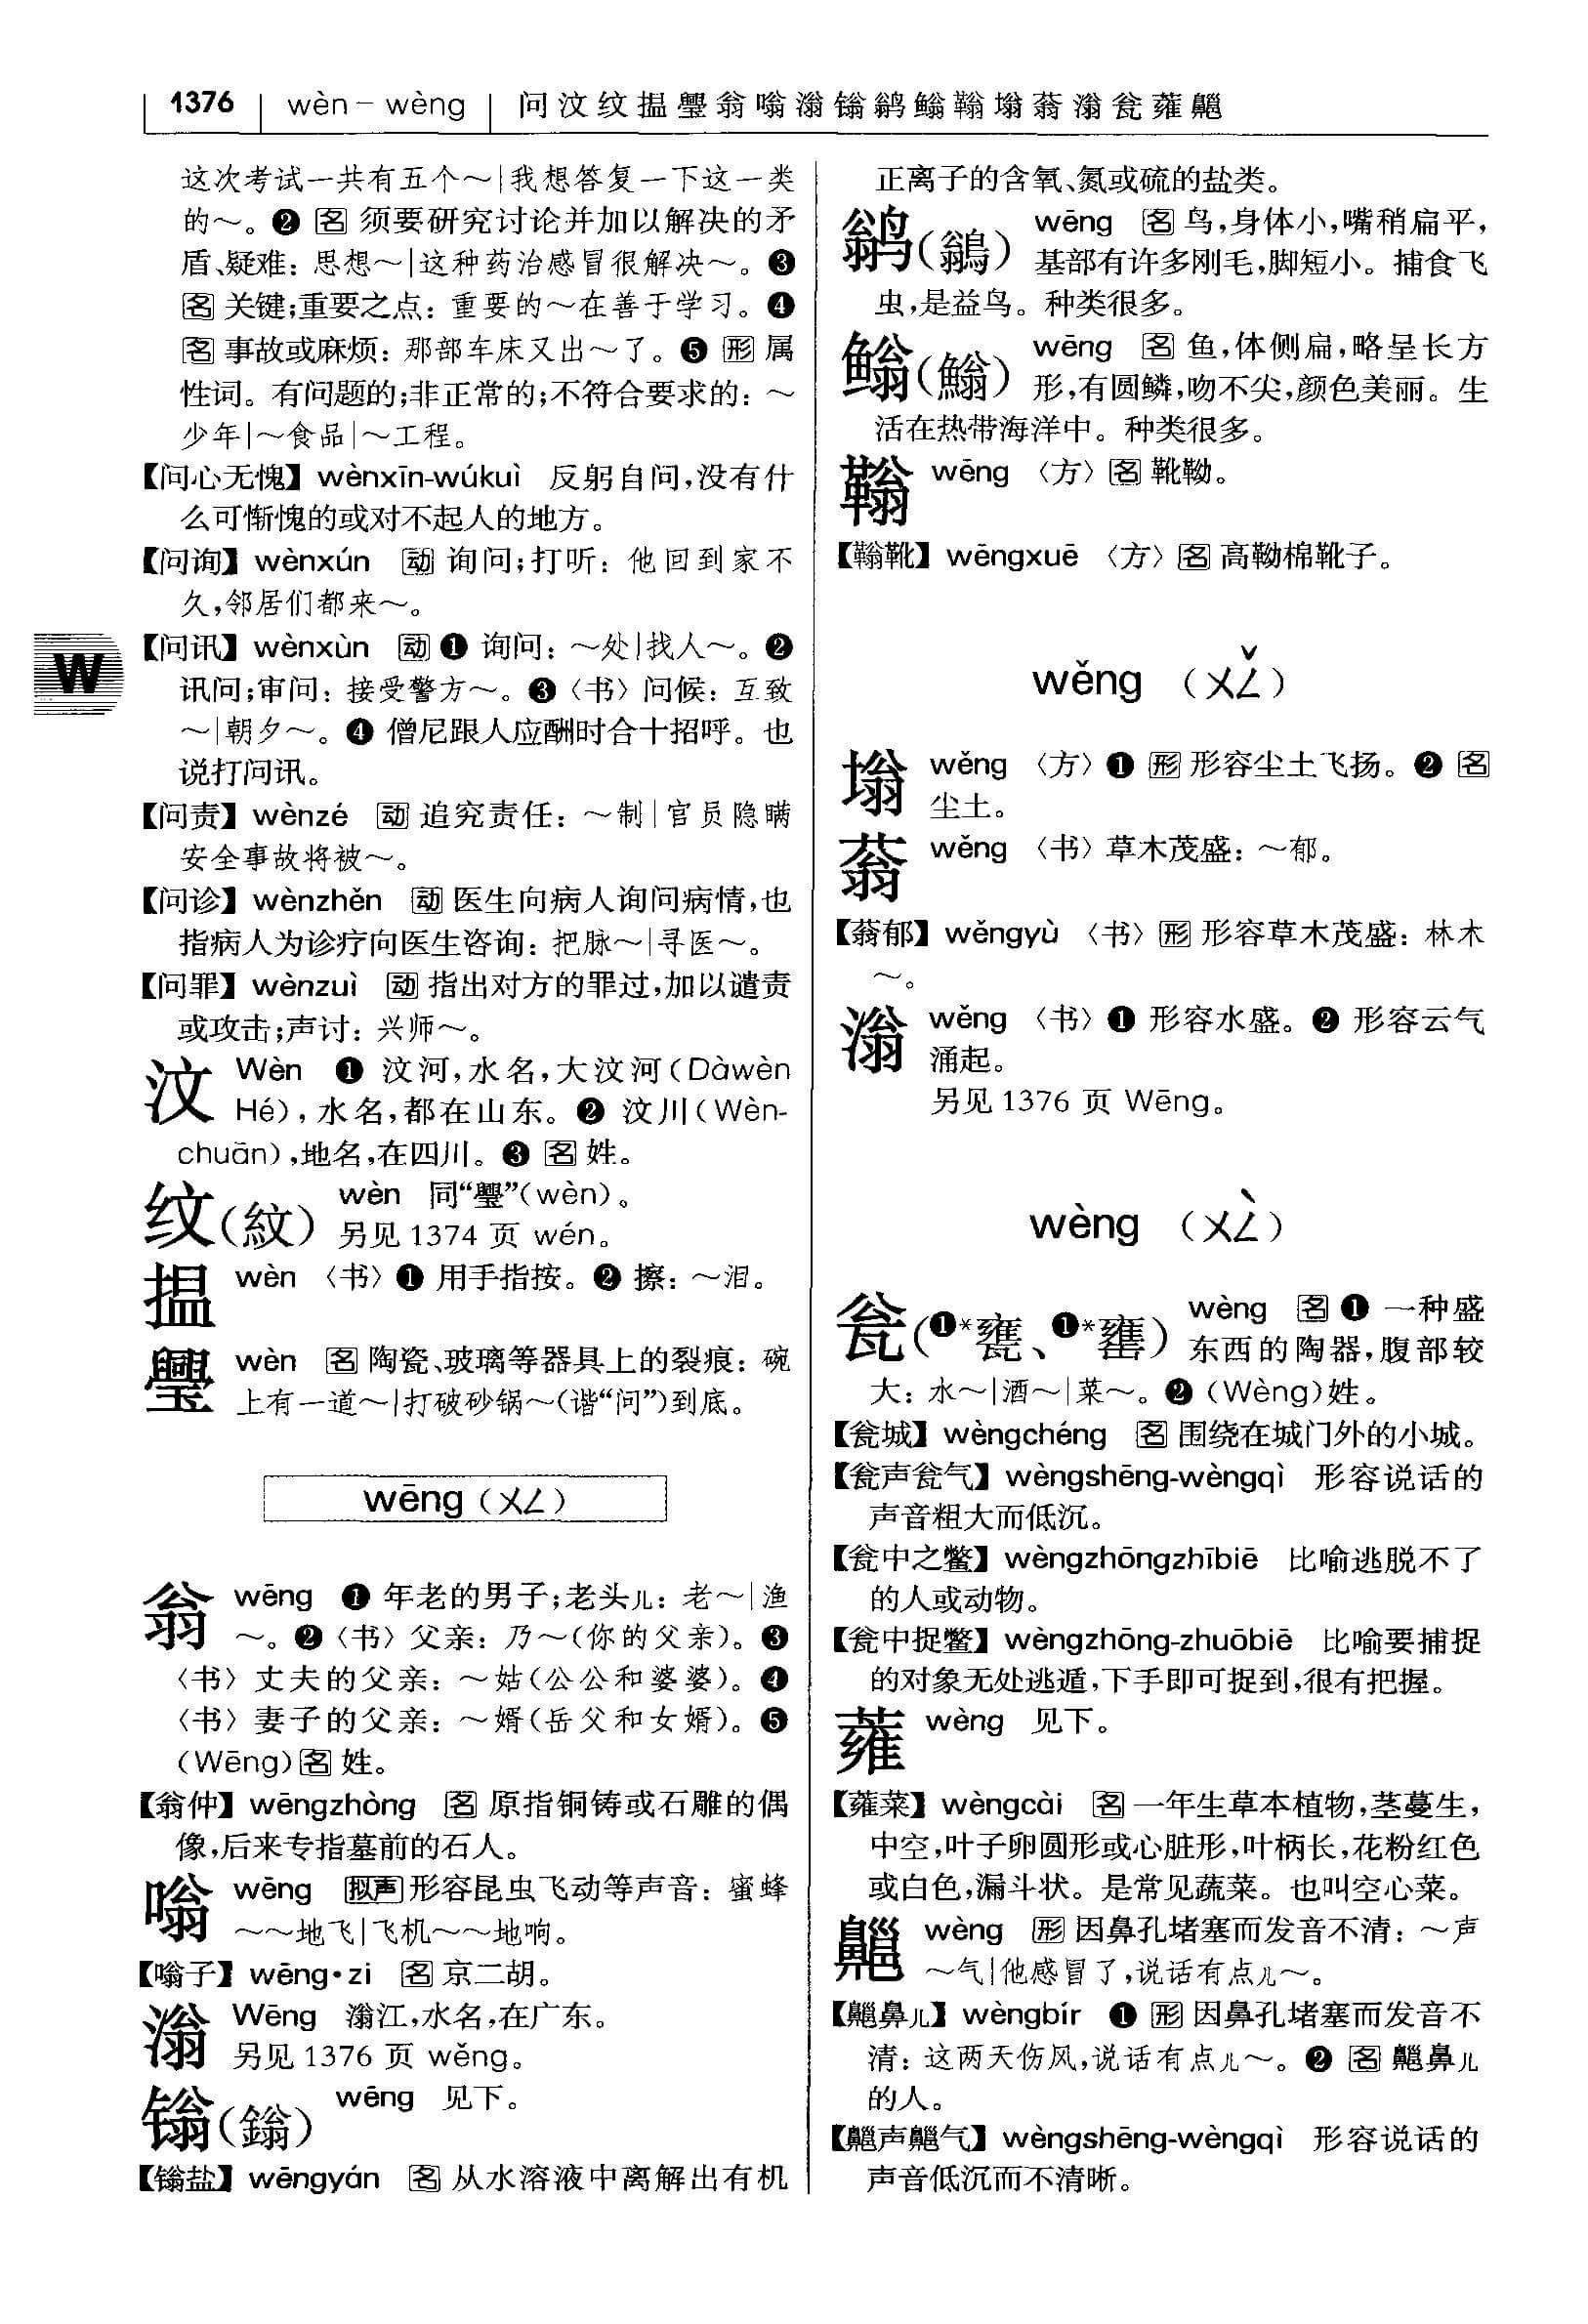 1376 wèn-wèng 问汶纹揾璺翁嗡滃𬭩鹟𬶐鞥塕蓊滃瓮蕹齆
这次考试一共有五个～|我想答复一下这一类
的～。❷ 名 须要研究讨论并加以解决的矛
盾、疑难：思想～|这种药治感冒很解决～。❸
名 关键;重要之点：重要的～在善于学习。❹
名 事故或麻烦：那部车床又出～了。❺ 形 属
性词。有问题的;非正常的;不符合要求的：～
少年|～食品|～工程。
【问心无愧】wènxīn-wúkuì 反躬自问,没有什
么可惭愧的或对不起人的地方。
【问询】wènxún 动 询问;打听：他回到家不
久,邻居们都来～。
【问讯】wènxùn 动 ❶ 询问：～处|找人～。❷
讯问;审问：接受警方～。❸〈书〉问候：互致
～|朝夕～。❹ 僧尼跟人应酬时合十招呼。也
说打问讯。
【问责】wènzé 动 追究责任：～制|官员隐瞒
安全事故将被～。
【问诊】wènzhěn 动 医生向病人询问病情,也
指病人为诊疗向医生咨询：把脉～|寻医～。
【问罪】wènzuì 动 指出对方的罪过,加以谴责
或攻击;声讨：兴师～。
汶 Wèn ❶ 汶河,水名,大汶河(Dàwèn
Hé),水名,都在山东。❷ 汶川(Wèn-
chuān),地名,在四川。❸ 名 姓。
纹(紋) wèn 同“璺”(wèn)。
另见1374 页 wén。
揾 wèn 〈书〉❶ 用手指按。❷ 擦：～泪。
璺 wèn 名 陶瓷、玻璃等器具上的裂痕：碗
上有一道～|打破砂锅～(谐“问”)到底。
wēng(ㄨㄥ)
翁 wēng ❶ 年老的男子;老头儿：老～|渔
～。❷〈书〉父亲：乃～(你的父亲)。❸
〈书〉丈夫的父亲：～姑(公公和婆婆)。❹
〈书〉妻子的父亲：～婿(岳父和女婿)。❺
(Wēng)名 姓。
【翁仲】wēngzhòng 名 原指铜铸或石雕的偶
像,后来专指墓前的石人。
嗡 wēng 拟声 形容昆虫飞动等声音：蜜蜂
～～地飞|飞机～～地响。
【嗡子】wēng·zi 名 京二胡。
滃 Wēng 滃江,水名,在广东。
另见1376 页 wěng。
𬭩(鎓) wēng 见下。
【𬭩盐】wēngyán 名 从水溶液中离解出有机
正离子的含氧、氮或硫的盐类。
鹟(鶲) wēng 名 鸟,身体小,嘴稍扁平,
基部有许多刚毛,脚短小。捕食飞
虫,是益鸟。种类很多。
𬶐(鰯) wēng 名 鱼,体侧扁,略呈长方
形,有圆鳞,吻不尖,颜色美丽。生
活在热带海洋中。种类很多。
鞥 wēng 〈方〉名 靴靿。
【鞥靴】wēngxuē 〈方〉名 高靿棉靴子。
wěng (ㄨㄥˇ)
塕 wěng 〈方〉❶ 形 形容尘土飞扬。❷ 名
尘土。
蓊 wěng 〈书〉草木茂盛：～郁。
【蓊郁】wěngyù 〈书〉形 形容草木茂盛：林木
～。
滃 wěng 〈书〉❶ 形容水盛。❷ 形容云气
涌起。
另见1376 页 Wēng。
wèng (ㄨㄥˋ)
瓮(❶*甕、❶*罋) wèng 名 ❶ 一种盛
东西的陶器,腹部较
大：水～|酒～|菜～。❷ (Wèng)姓。
【瓮城】wèngchéng 名 围绕在城门外的小城。
【瓮声瓮气】wèngshēng-wèngqì 形容说话的
声音粗大而低沉。
【瓮中之鳖】wèngzhōngzhībiē 比喻逃脱不了
的人或动物。
【瓮中捉鳖】wèngzhōng-zhuōbiē 比喻要捕捉
的对象无处逃遁,下手即可捉到,很有把握。
蕹 wèng 见下。
【蕹菜】wèngcài 名 一年生草本植物,茎蔓生,
中空,叶子卵圆形或心脏形,叶柄长,花粉红色
或白色,漏斗状。是常见蔬菜。也叫空心菜。
齆 wèng 形 因鼻孔堵塞而发音不清：～声
～气|他感冒了,说话有点儿～。
【齆鼻儿】wèngbír ❶ 形 因鼻孔堵塞而发音不
清：这两天伤风,说话有点儿～。❷ 名 齆鼻儿
的人。
【齆声齆气】wèngshēng-wèngqì 形容说话的
声音低沉而不清晰。
W